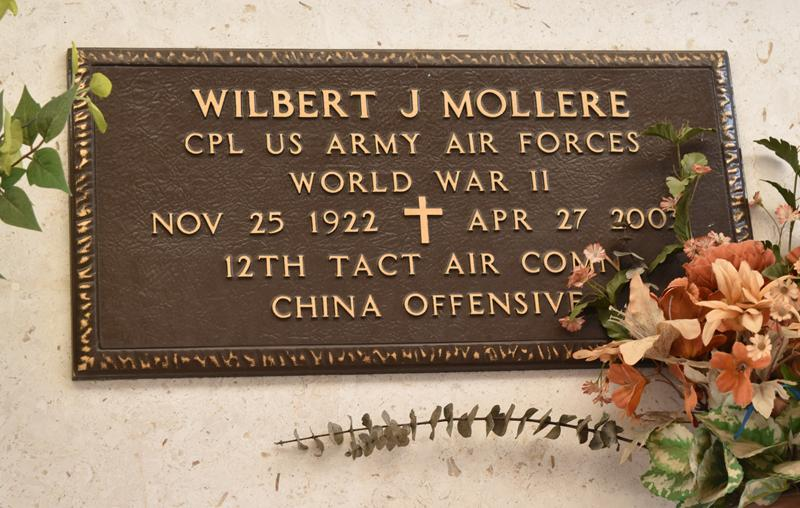 WILBERT J MOLLERE
CPL US ARMY AIR FORCES
WORLD WAR II
NOV 25 1922 APR 27
12TH TACT AIR
CHINA OFFENSIVE